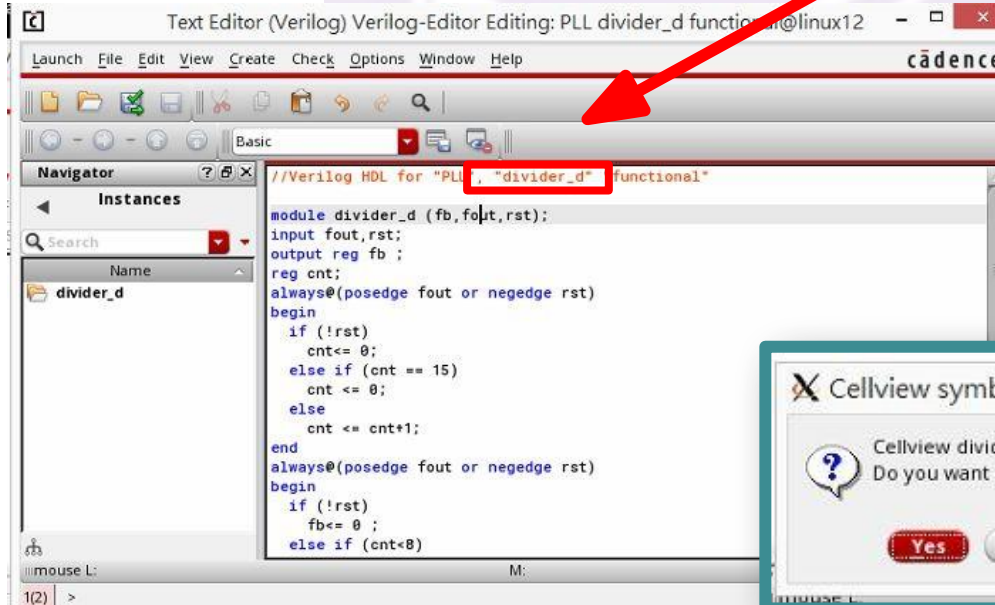 Text Editor (Verilog) Verilog-Editor Editing: PLL divider_d functional@linux12
Launch File Edit View Create Check Options Window Help
cādence
Basic
Navigator
Instances
Search
Name
divider_d
//Verilog HDL for "PLL", "divider_d" "functional"
module divider_d (fb,fout,rst);
input fout,rst;
output reg fb ;
reg cnt;
always@(posedge fout or negedge rst)
begin
if (!rst)
cnt<= 0;
else if (cnt == 15)
cnt <= 0;
else
cnt <= cnt+1;
end
always@(posedge fout or negedge rst)
begin
if (!rst)
fb<= 0 ;
else if (cnt<8)
mouse L:
M:
1(2) >
Cellview symb
Cellview divid
Do you want
Yes
mouse L: